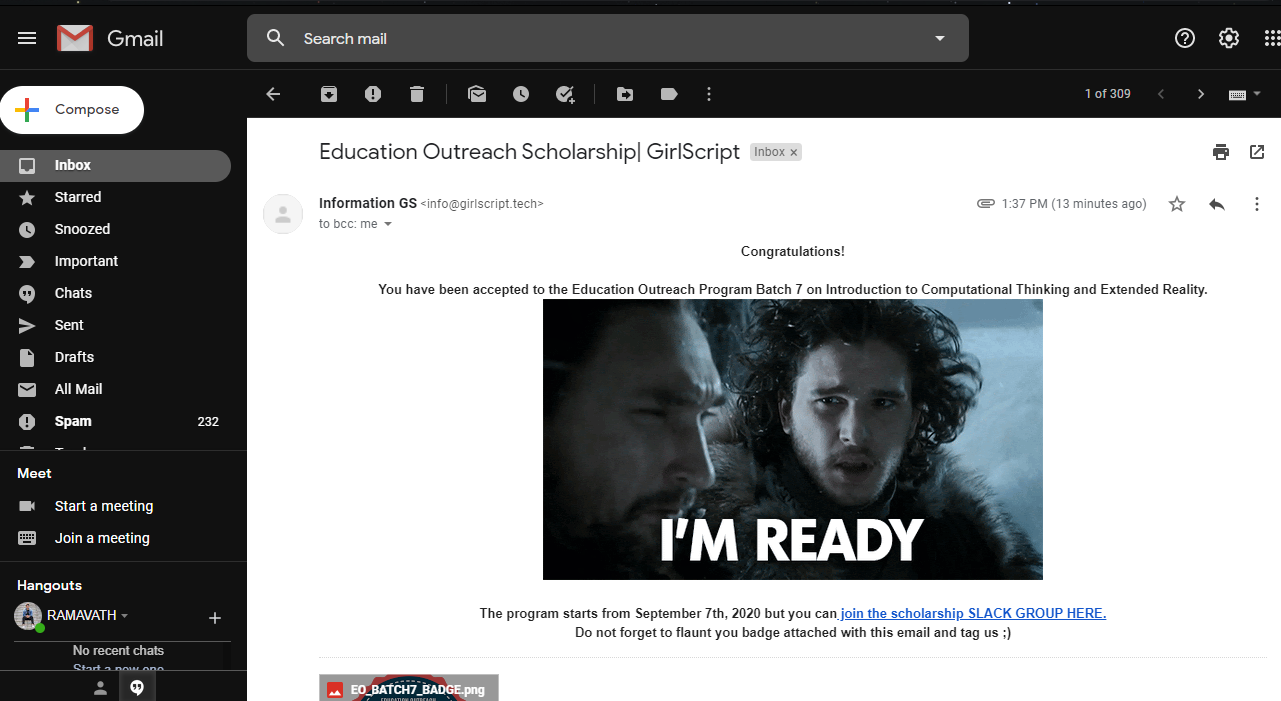 Gmail
Search mail
Compose
1 of 309
Inbox
Starred
Snoozed
Important
Chats
Sent
Drafts
All Mail
Spam 232
Meet
Start a meeting
Join a meeting
Hangouts
RAMAVATH
No recent chats
Start a new one
Education Outreach Scholarship| GirlScript Inbox ×
Information GS <info@girlscript.tech> 1:37 PM (13 minutes ago)
to bcc: me
Congratulations!
You have been accepted to the Education Outreach Program Batch 7 on Introduction to Computational Thinking and Extended Reality.
I'M READY
The program starts from September 7th, 2020 but you can join the scholarship SLACK GROUP HERE.
Do not forget to flaunt you badge attached with this email and tag us ;)
EO_BATCH7_BADGE.png
EDUCATION OUTREACH